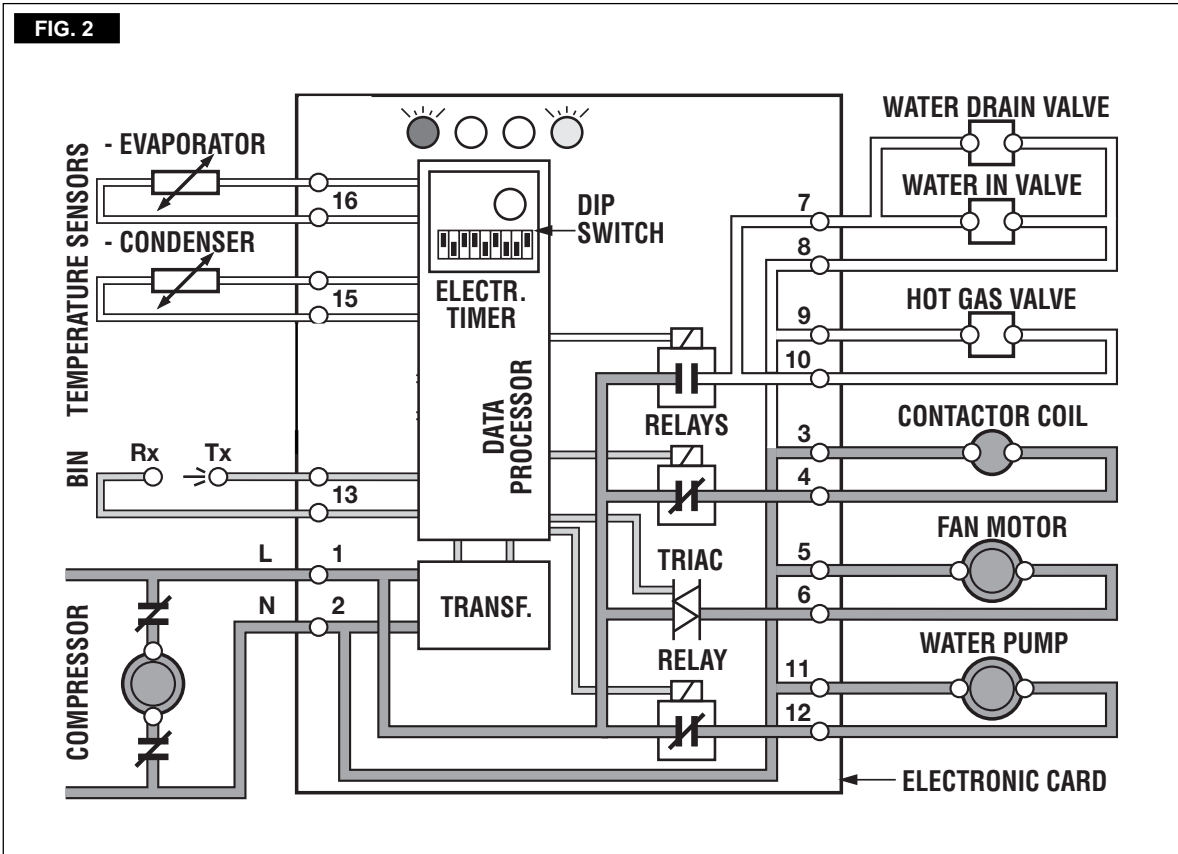 FIG. 2
TEMPERATURE SENSORS
- EVAPORATOR
16
- CONDENSER
15
BIN
Rx
Tx
13
L
1
N
2
COMPRESSOR
DIP
SWITCH
ELECTR.
TIMER
DATA
PROCESSOR
TRANSF.
RELAYS
TRIAC
RELAY
7
8
9
10
3
4
5
6
11
12
WATER DRAIN VALVE
WATER IN VALVE
HOT GAS VALVE
CONTACTOR COIL
FAN MOTOR
WATER PUMP
ELECTRONIC CARD